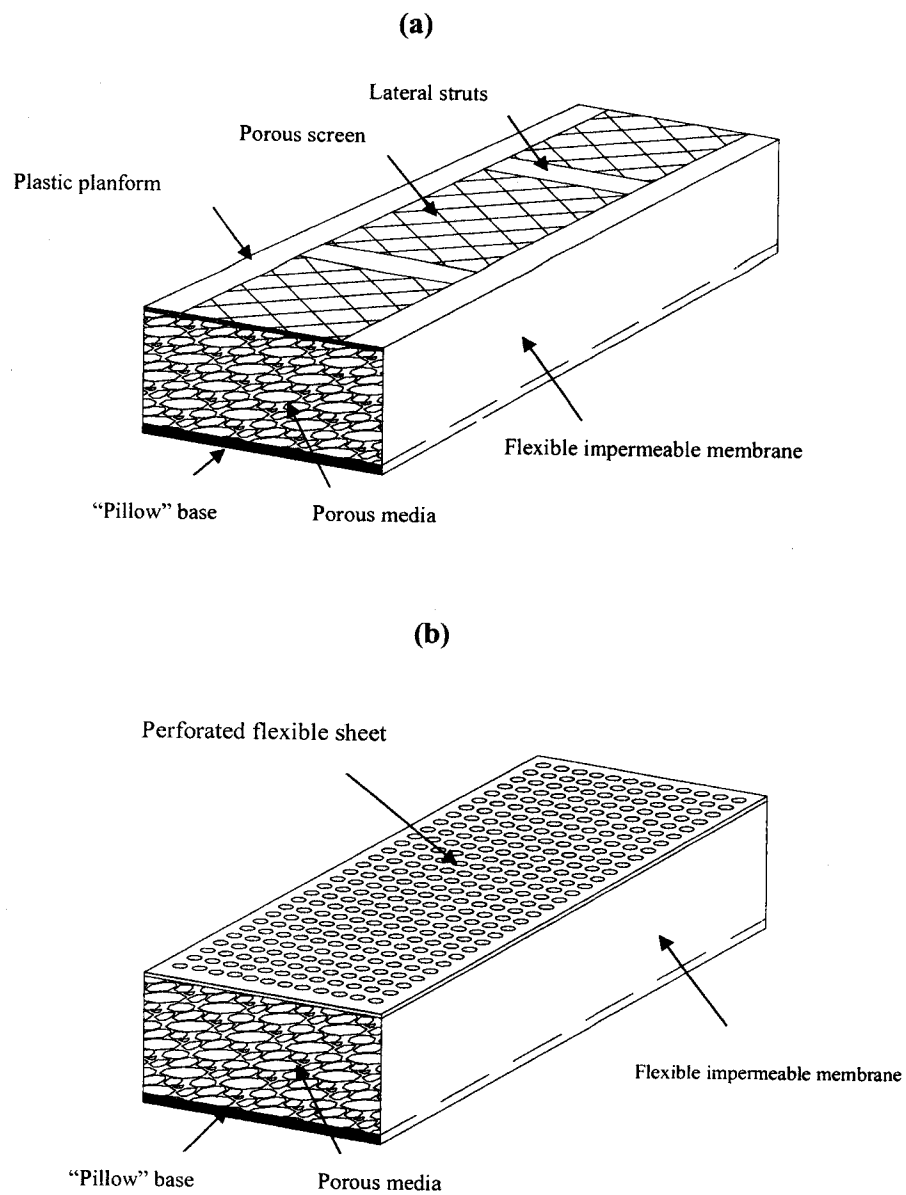 (a)
Lateral struts
Porous screen
Plastic planform
Flexible impermeable membrane
“Pillow” base
Porous media
(b)
Perforated flexible sheet
Flexible impermeable membrane
“Pillow” base
Porous media